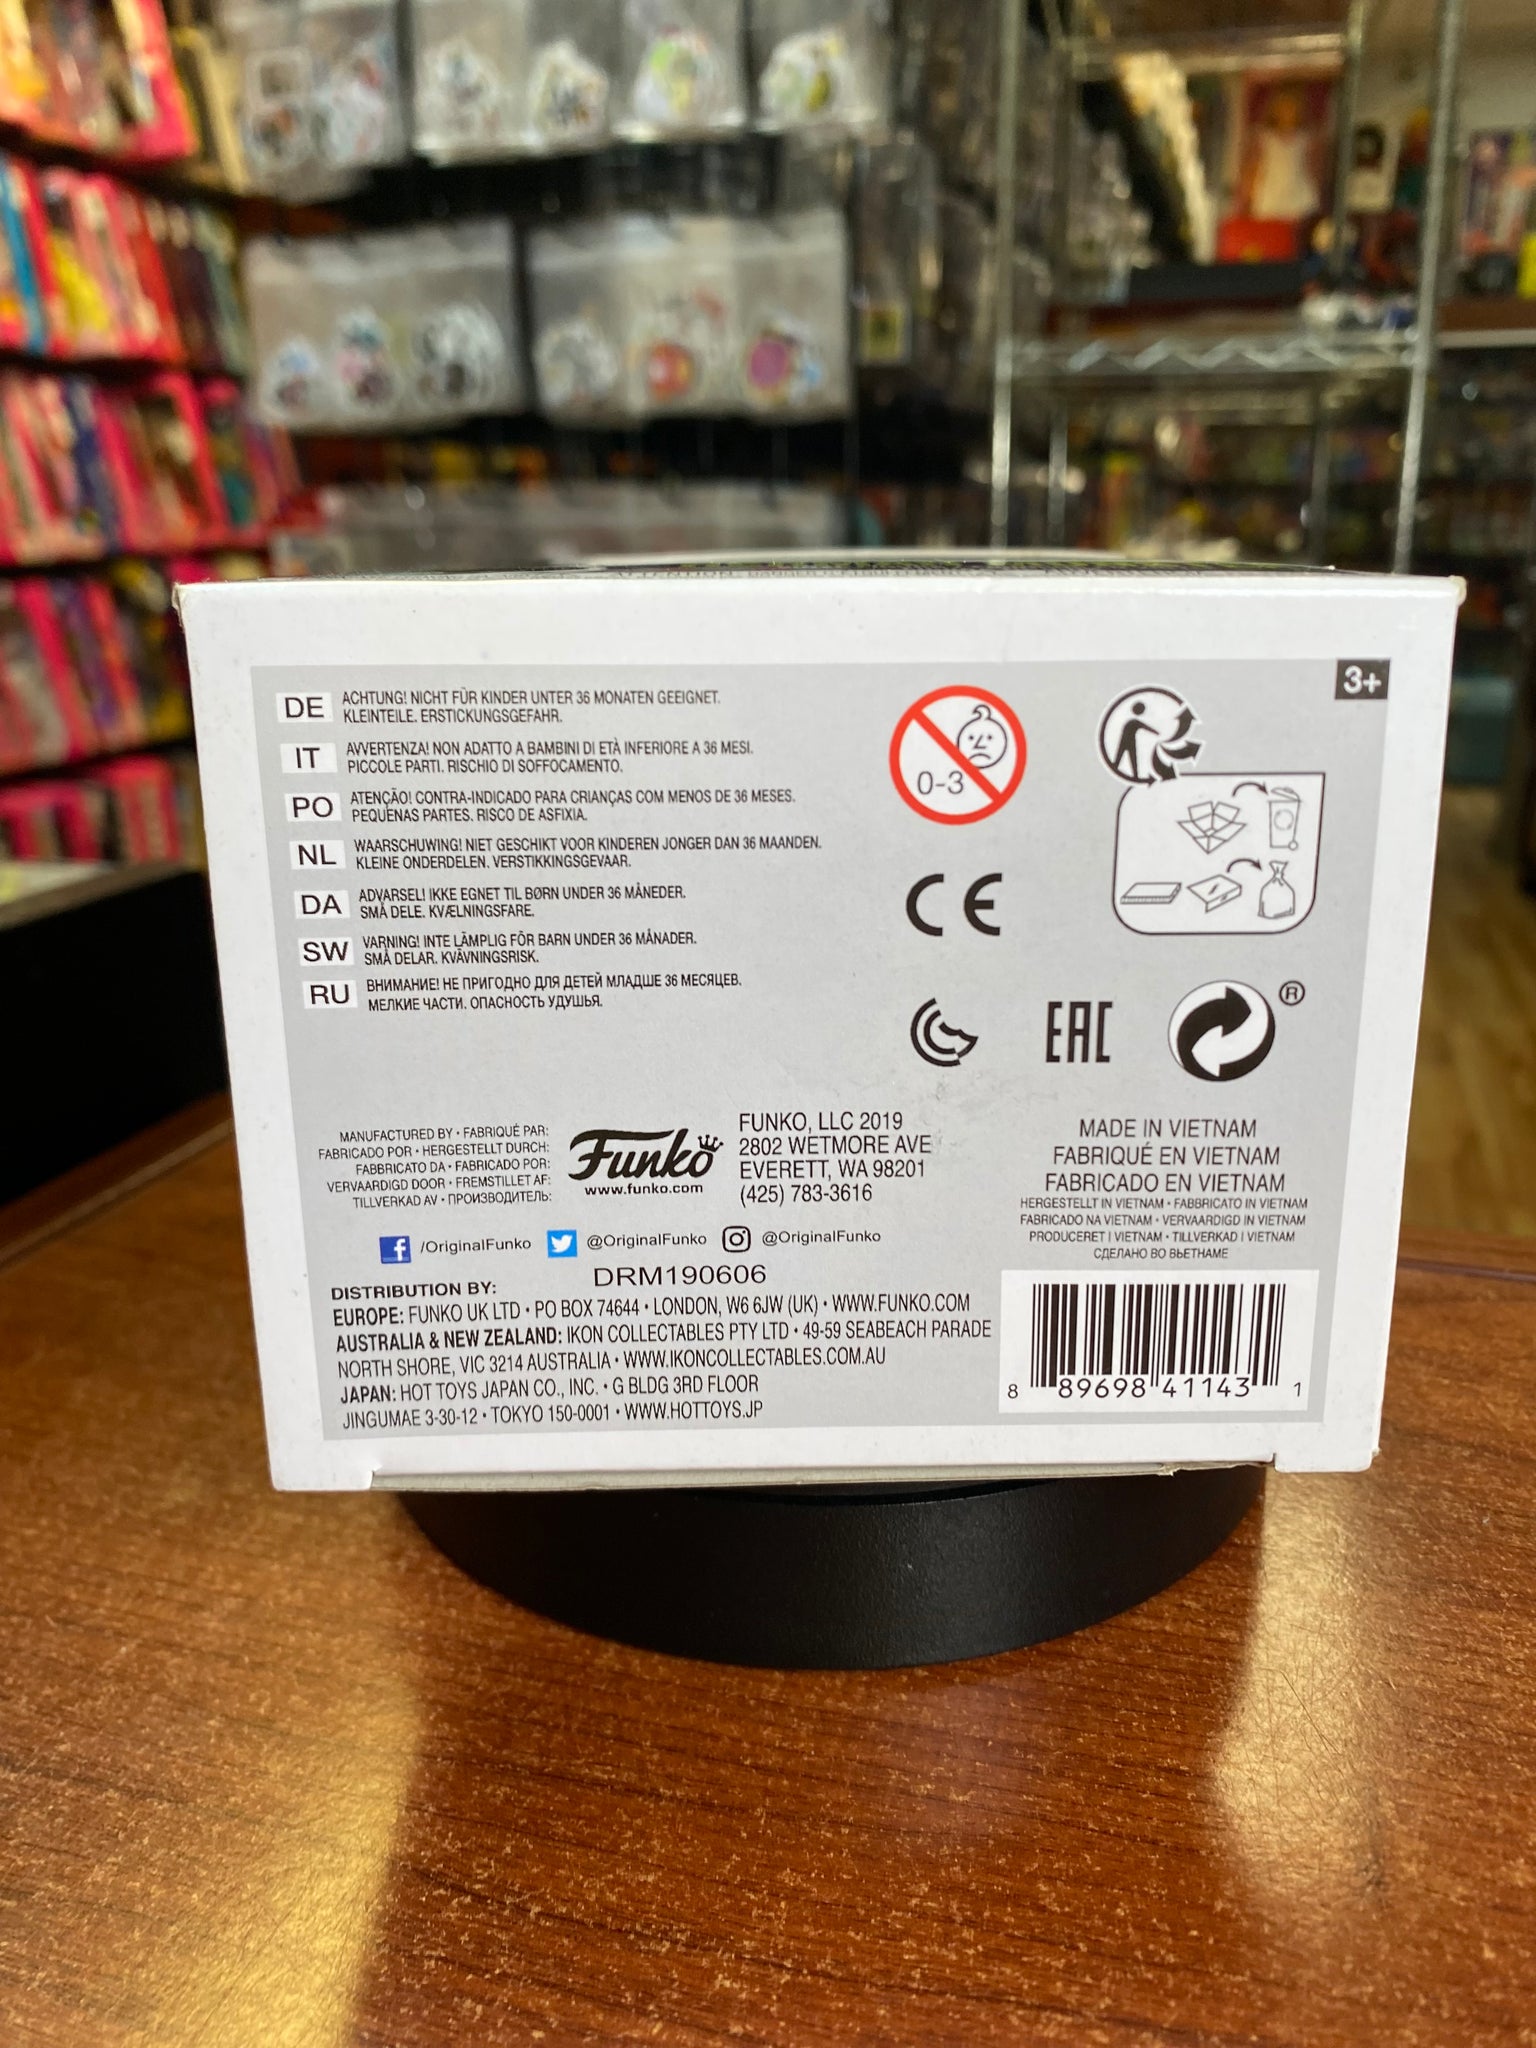 3+
DE ACHTUNG! NICHT FÜR KINDER UNTER 36 MONATEN GEEIGNET.
KLEINTEILE. ERSTICKUNGSGEFAHR.
IT AVVERTENZA! NON ADATTO A BAMBINI DI ETÀ INFERIORE A 36 MESI.
PICCOLE PARTI. RISCHIO DI SOFFOCAMENTO.
PO ATENÇÃO! CONTRA-INDICADO PARA CRIANÇAS COM MENOS DE 36 MESES.
PEQUENAS PARTES. RISCO DE ASFIXIA.
NL WAARSCHUWING! NIET GESCHIKT VOOR KINDEREN JONGER DAN 36 MAANDEN.
KLEINE ONDERDELEN. VERSTIKKINGSGEVAAR.
DA ADVARSEL! IKKE EGNET TIL BØRN UNDER 36 MÅNEDER.
SMÅ DELE. KVÆLNINGSFARE.
SW VARNING! INTE LÄMPLIG FÖR BARN UNDER 36 MÅNADER.
SMÅ DELAR. KVÄVNINGSRISK.
RU ВНИМАНИЕ! НЕ ПРИГОДНО ДЛЯ ДЕТЕЙ МЛАДШЕ 36 МЕСЯЦЕВ.
МЕЛКИЕ ЧАСТИ. ОПАСНОСТЬ УДУШЬЯ.
0-3
CE
EAC
®
MANUFACTURED BY • FABRIQUÉ PAR:
FABRICADO POR • HERGESTELLT DURCH:
FABBRICATO DA • FABRICADO POR:
VERVAARDIGD DOOR • FREMSTILLET AF:
TILLVERKAD AV • ПРОИЗВОДИТЕЛЬ:
Funko
www.funko.com
FUNKO, LLC 2019
2802 WETMORE AVE
EVERETT, WA 98201
(425) 783-3616
MADE IN VIETNAM
FABRIQUÉ EN VIETNAM
FABRICADO EN VIETNAM
HERGESTELLT IN VIETNAM • FABBRICATO IN VIETNAM
FABRICADO NA VIETNAM • VERVAARDIGD IN VIETNAM
PRODUCERET I VIETNAM • TILLVERKAD I VIETNAM
СДЕЛАНО ВО ВЬЕТНАМЕ
f /OriginalFunko @OriginalFunko @OriginalFunko
DRM190606
DISTRIBUTION BY:
EUROPE: FUNKO UK LTD • PO BOX 74644 • LONDON, W6 6JW (UK) • WWW.FUNKO.COM
AUSTRALIA & NEW ZEALAND: IKON COLLECTABLES PTY LTD • 49-59 SEABEACH PARADE
NORTH SHORE, VIC 3214 AUSTRALIA • WWW.IKONCOLLECTABLES.COM.AU
JAPAN: HOT TOYS JAPAN CO., INC. • G BLDG 3RD FLOOR
JINGUMAE 3-30-12 • TOKYO 150-0001 • WWW.HOTTOYS.JP
8 89698 41143 1